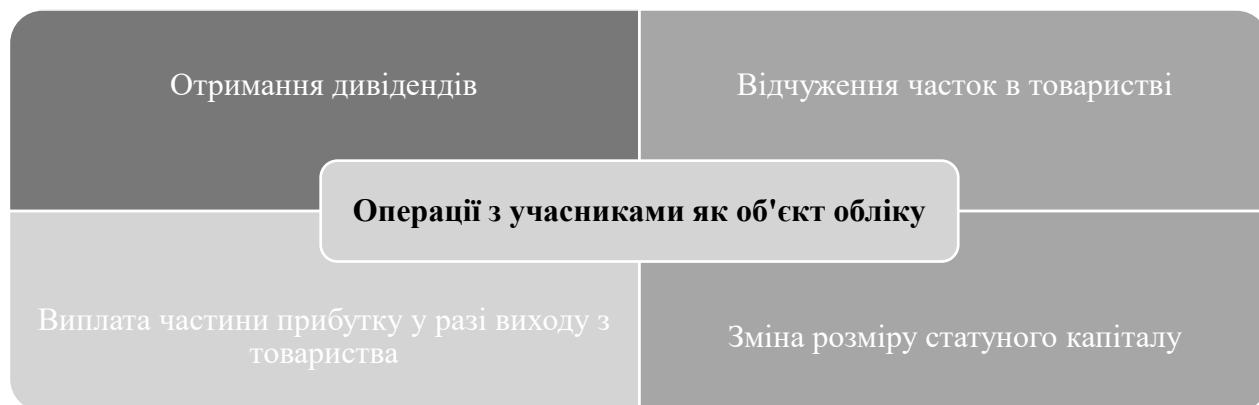 Отримання дивідендів
Відчуження часток в товаристві
Операції з учасниками як об'єкт обліку
Виплата частини прибутку у разі виходу з
товариства
Зміна розміру статуного капіталу